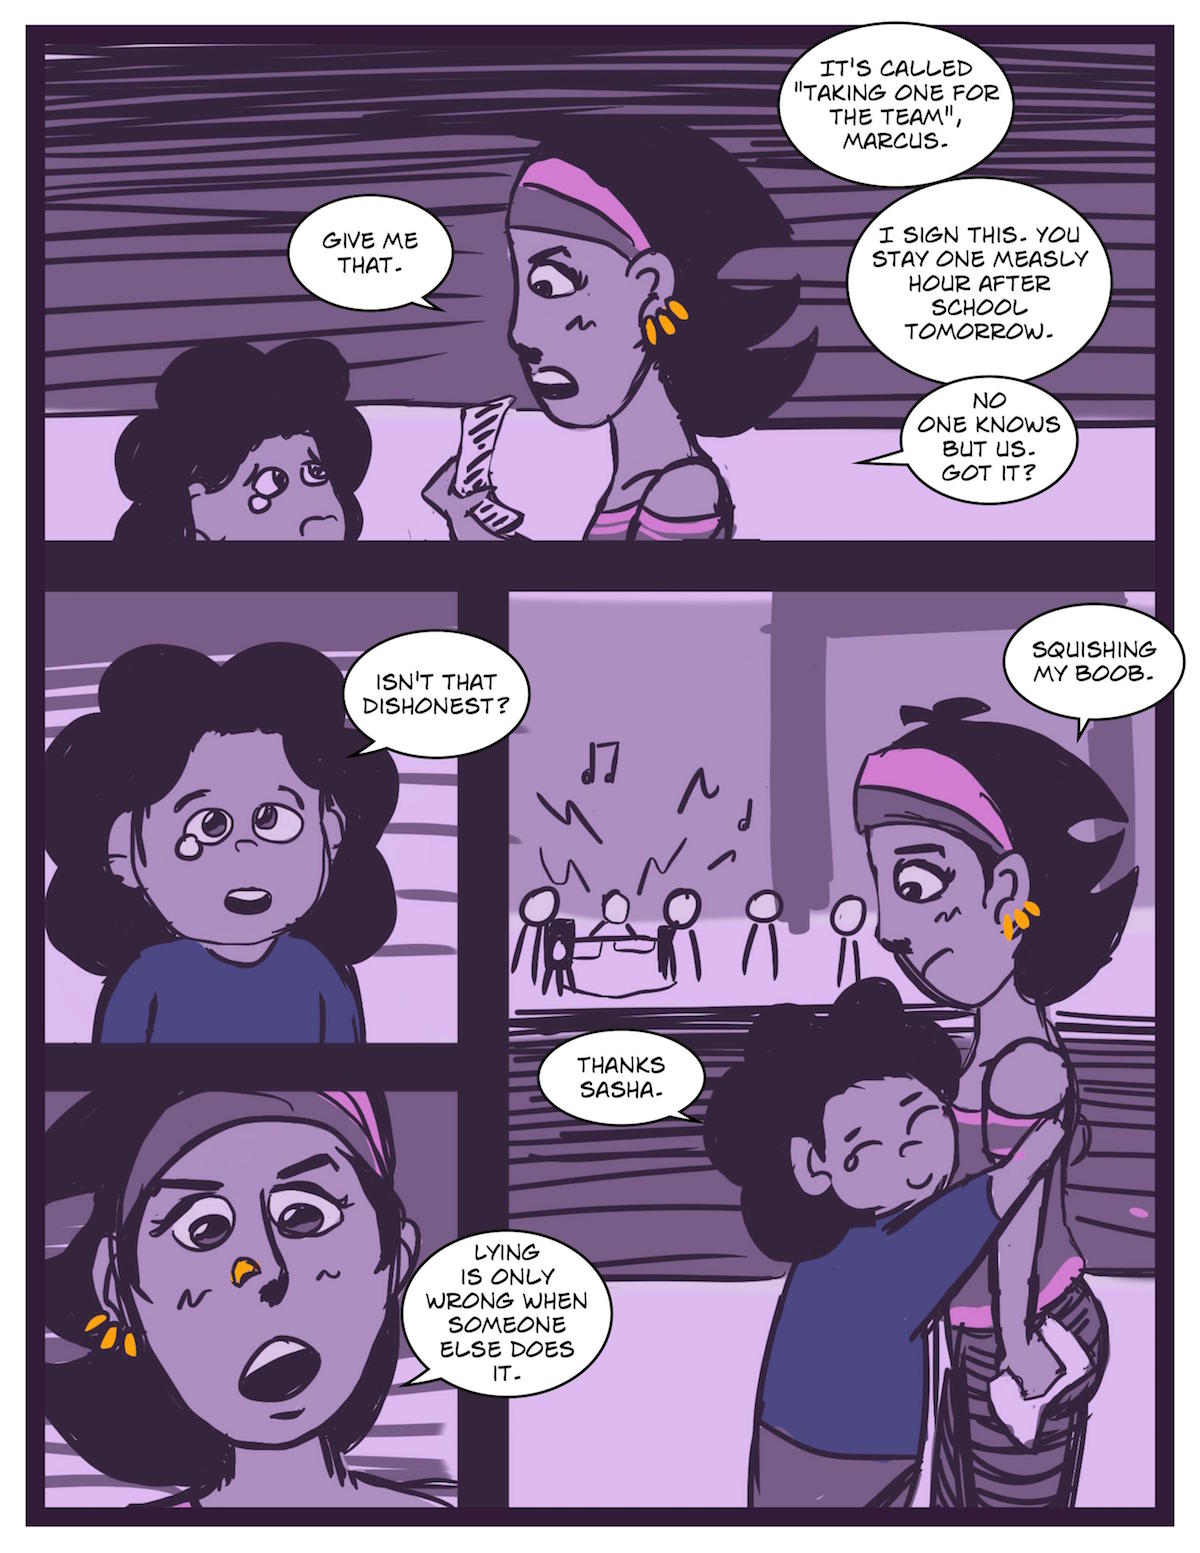 GIVE ME
THAT.
IT'S CALLED
"TAKING ONE FOR
THE TEAM",
MARCUS.
I SIGN THIS. YOU
STAY ONE MEASLY
HOUR AFTER
SCHOOL
TOMORROW.
NO
ONE KNOWS
BUT US.
GOT IT?
ISN'T THAT
DISHONEST?
LYING
IS ONLY
WRONG WHEN
SOMEONE
ELSE DOES
IT.
THANKS
SASHA.
SQUISHING
MY BOOB.